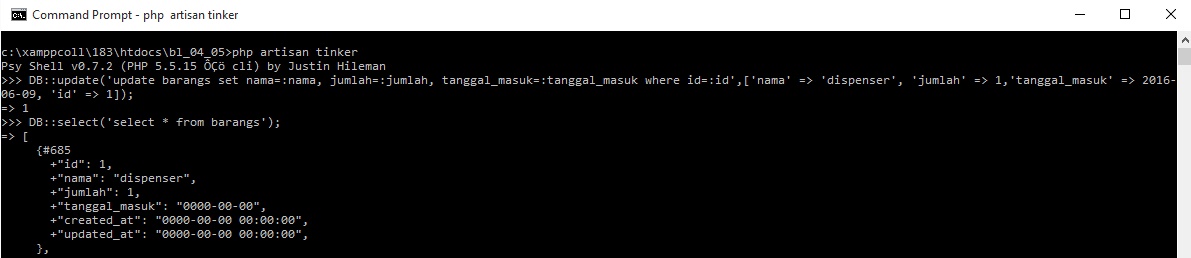 Command Prompt - php  artisan tinker
c:\xamppcoll\183\htdocs\bl_04_05>php artisan tinker
Psy Shell v0.7.2 (PHP 5.5.15 ÔÇö cli) by Justin Hileman
>>> DB::update('update barangs set nama=:nama, jumlah=:jumlah, tanggal_masuk=:tanggal_masuk where id=:id',['nama' => 'dispenser', 'jumlah' => 1,'tanggal_masuk' => 2016-
06-09, 'id' => 1]);
=> 1
>>> DB::select('select * from barangs');
=> [
     {#685
       +"id": 1,
       +"nama": "dispenser",
       +"jumlah": 1,
       +"tanggal_masuk": "0000-00-00",
       +"created_at": "0000-00-00 00:00:00",
       +"updated_at": "0000-00-00 00:00:00",
     },